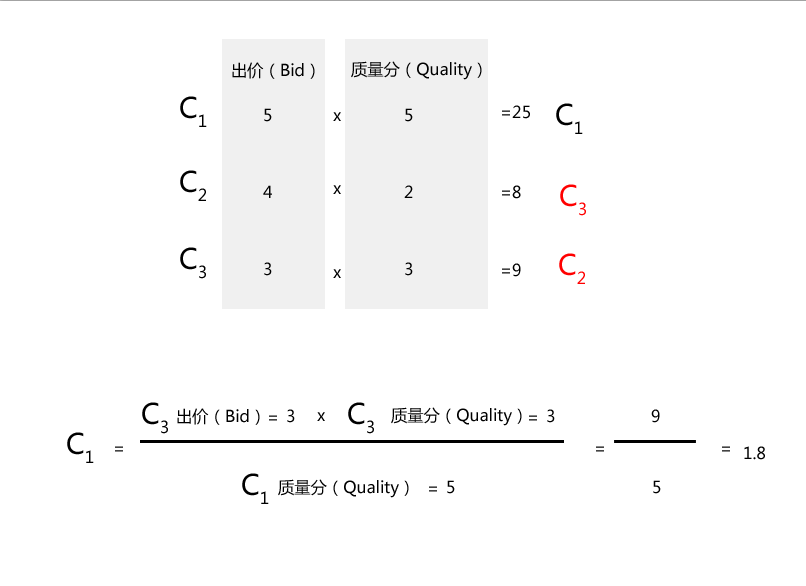 出价（Bid） 质量分（Quality）
C1 5 x 5 =25 C1
C2 4 x 2 =8 C3
C3 3 x 3 =9 C2
C3 出价（Bid）= 3 x C3 质量分（Quality）= 3 9
C1 = = = 1.8
C1 质量分（Quality） = 5 5